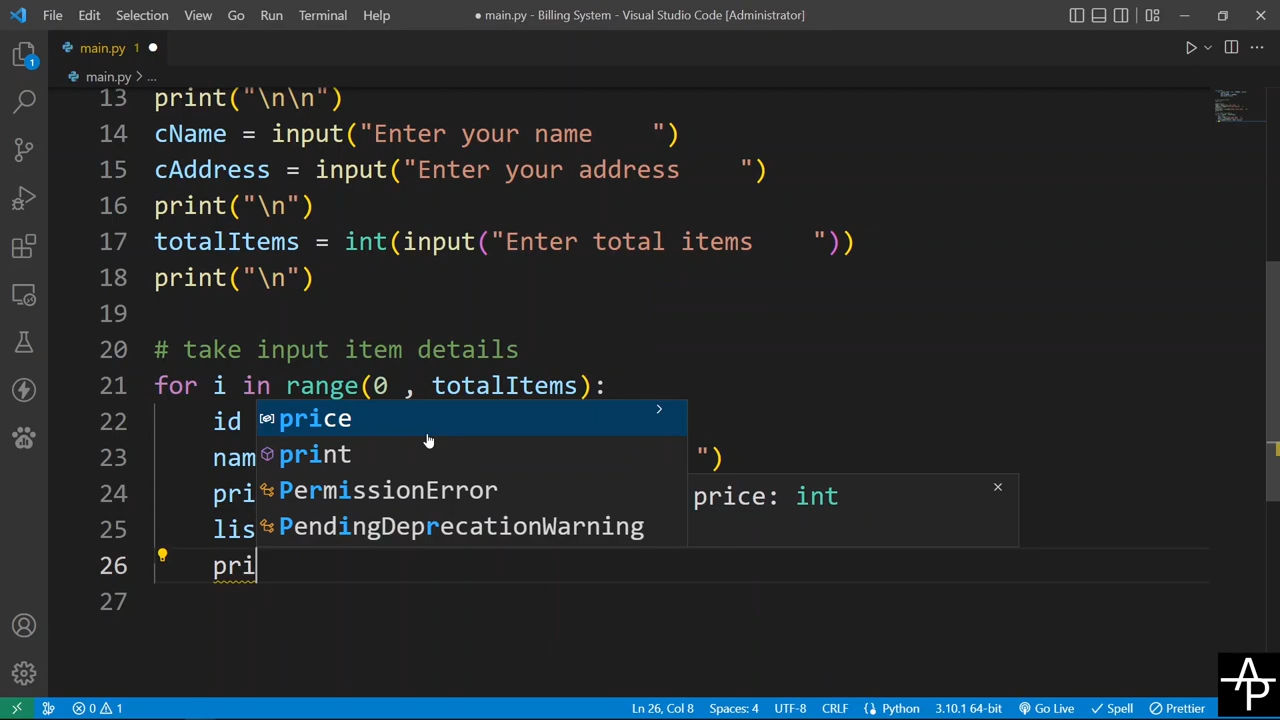 File Edit Selection View Go Run Terminal Help ● main.py - Billing System - Visual Studio Code [Administrator]
main.py 1
main.py > ...
13 print("\n\n")
14 cName = input("Enter your name    ")
15 cAddress = input("Enter your address    ")
16 print("\n")
17 totalItems = int(input("Enter total items    "))
18 print("\n")
19
20 # take input item details
21 for i in range(0 , totalItems):
22 id
price
23 nam ")
print
24 pri
PermissionError
price: int
25 lis
PendingDeprecationWarning
26 pri
27
1
AP
0 1 Ln 26, Col 8 Spaces: 4 UTF-8 CRLF Python 3.10.1 64-bit Go Live Spell Prettier